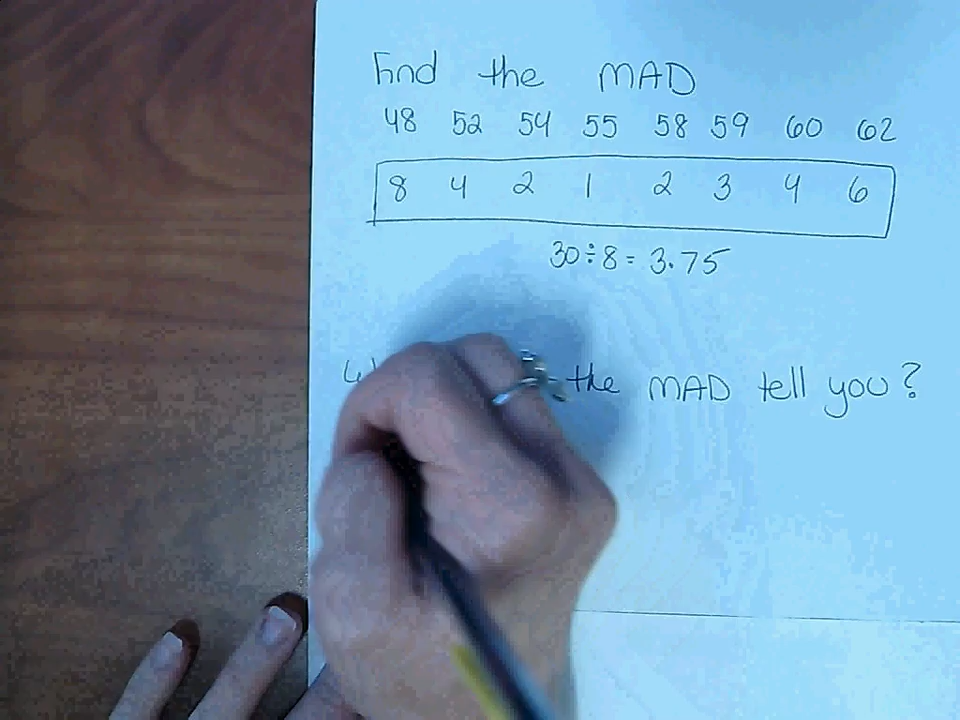 Find the MAD
48 52 54 55 58 59 60 62
8 4 2 1 2 3 4 6
30÷8= 3.75
the MAD tell you?